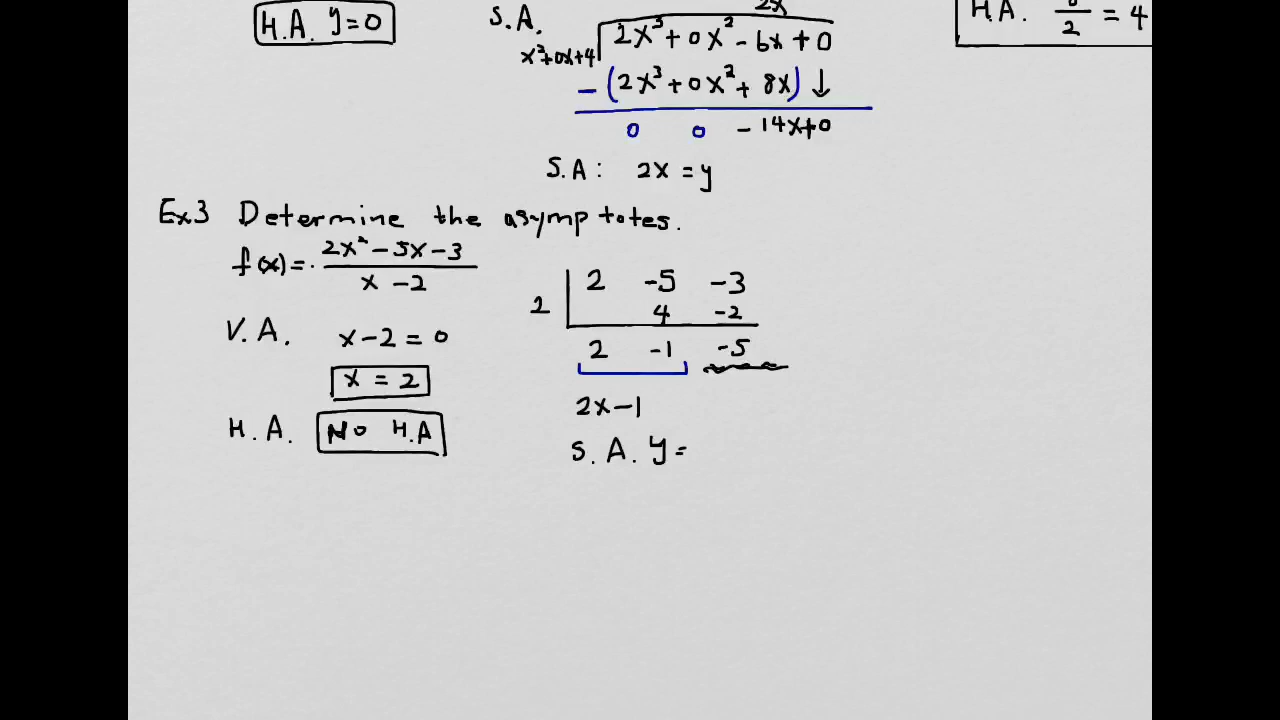 H.A. y=0
S.A.
2x
x²+0x+4 2x³+0x²-6x+0
-(2x³+0x²+8x)↓
0 0 -14x+0
S.A: 2x=y
H.A. 2 = 4
Ex3 Determine the asymptotes.
f(x)= 2x²-5x-3
x-2
V.A. x-2=0
x=2
H.A. No H.A
2 2 -5 -3
4 -2
2 -1 -5
2x-1
S.A. y=